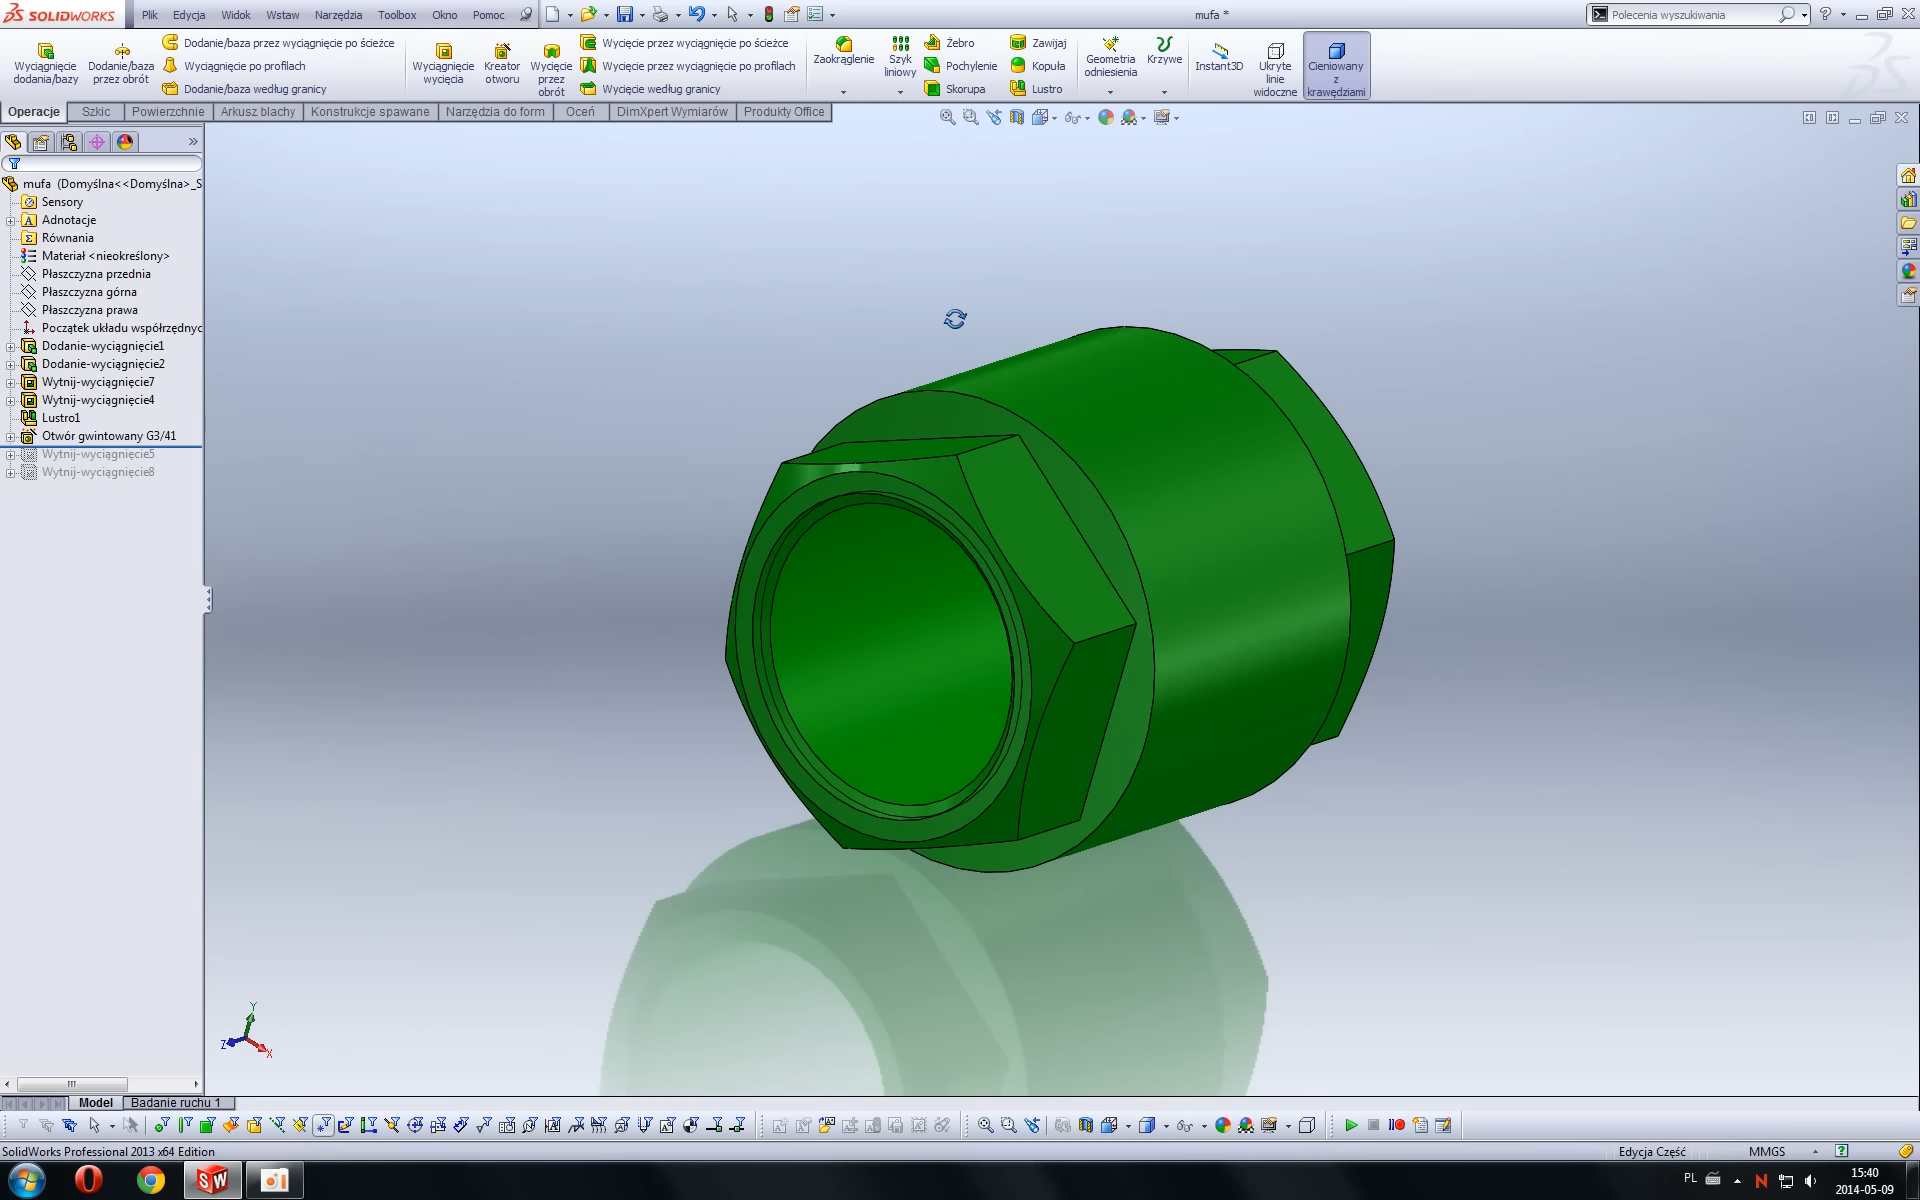 SOLIDWORKS
Plik Edycja Widok Wstaw Narzędzia Toolbox Okno Pomoc
mufa *
Polecenia wyszukiwania
Wyciągnięcie dodania/bazy
Dodanie/baza przez obrót
Dodanie/baza przez wyciągnięcie po ścieżce
Wyciągnięcie po profilach
Dodanie/baza według granicy
Wyciągnięcie wycięcia
Kreator otworu
Wycięcie przez obrót
Wycięcie przez wyciągnięcie po ścieżce
Wycięcie przez wyciągnięcie po profilach
Wycięcie według granicy
Zaokrąglenie
Szyk liniowy
Żebro
Pochylenie
Skorupa
Zawijaj
Kopuła
Lustro
Geometria odniesienia
Krzywe
Instant3D
Ukryte linie widoczne
Cieniowany z krawędziami
Operacje Szkic Powierzchnie Arkusz blachy Konstrukcje spawane Narzędzia do form Oceń DimXpert Wymiarów Produkty Office
mufa (Domyślna<<Domyślna>_S
Sensory
Adnotacje
Równania
Materiał <nieokreślony>
Płaszczyzna przednia
Płaszczyzna górna
Płaszczyzna prawa
Początek układu współrzędnyc
Dodanie-wyciągnięcie1
Dodanie-wyciągnięcie2
Wytnij-wyciągnięcie7
Wytnij-wyciągnięcie4
Lustro1
Otwór gwintowany G3/41
Wytnij-wyciągnięcie5
Wytnij-wyciągnięcie8
Y
Z
X
Model Badanie ruchu 1
SolidWorks Professional 2013 x64 Edition
Edycja Część
MMGS
PL
15:40
2014-05-09